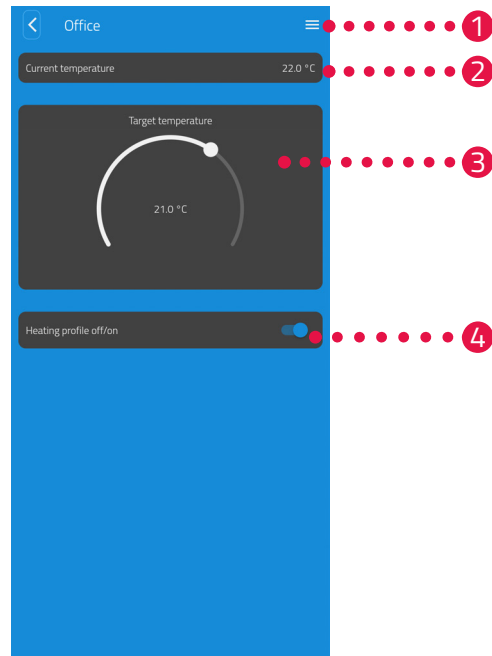 Office
1
Current temperature 22.0 °C
2
Target temperature
3
21.0 °C
Heating profile off/on
4